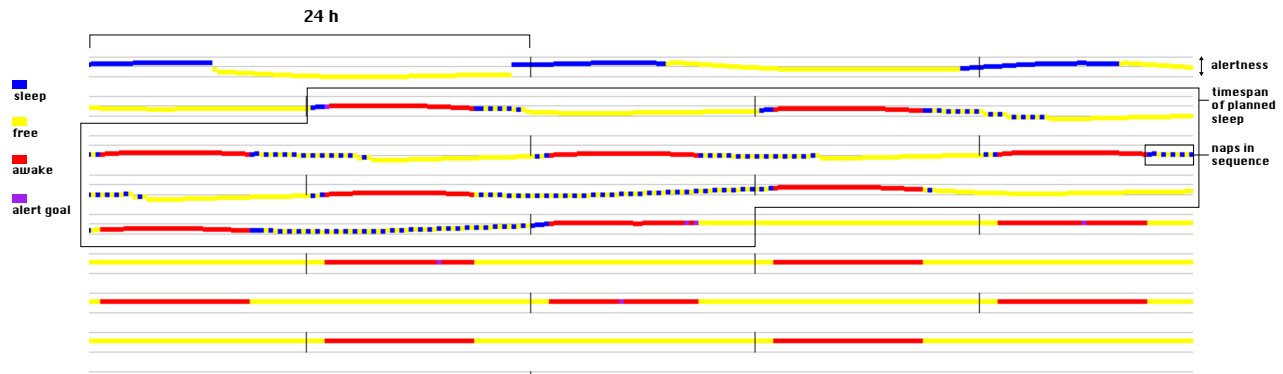 24 h
alertness
sleep
timespan
of planned
sleep
free
naps in
sequence
awake
alert goal